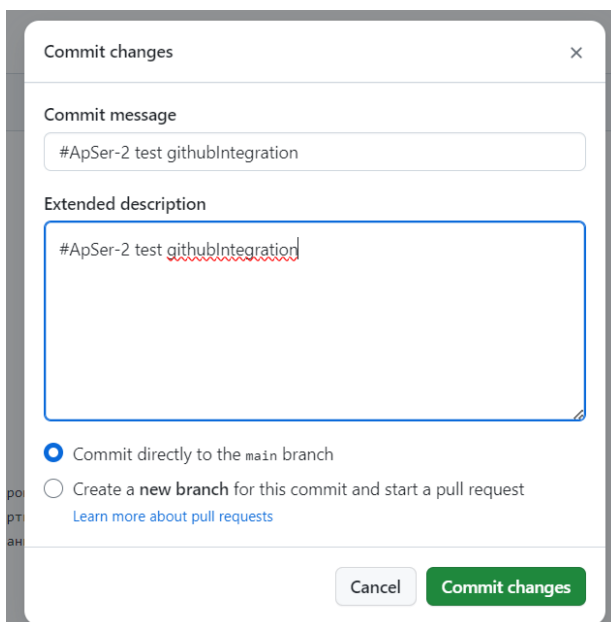 Commit changes
Commit message
#ApSer-2 test githubIntegration
Extended description
#ApSer-2 test githubIntegration
Commit directly to the main branch
Create a new branch for this commit and start a pull request
Learn more about pull requests
Cancel
Commit changes